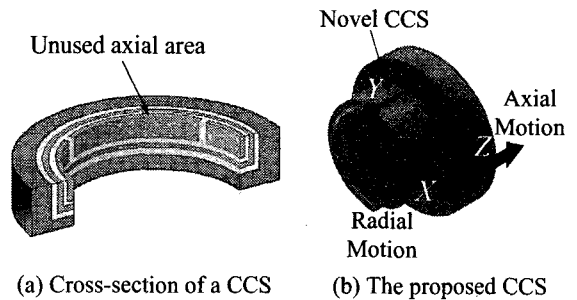 Unused axial area
Novel CCS
Y
Axial
Motion
Z
X
Radial
Motion
(a) Cross-section of a CCS
(b) The proposed CCS